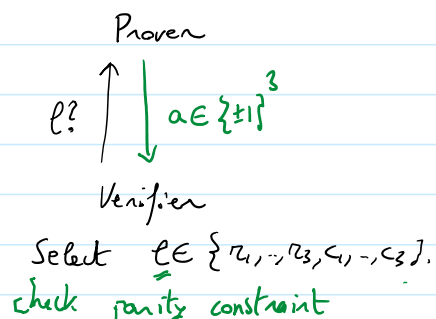 Prover
ℓ?
a ∈ {±1}³
Verifier
Select ℓ ∈ {r₁,..,r₃,c₁,..,c₃}.
check parity constraint